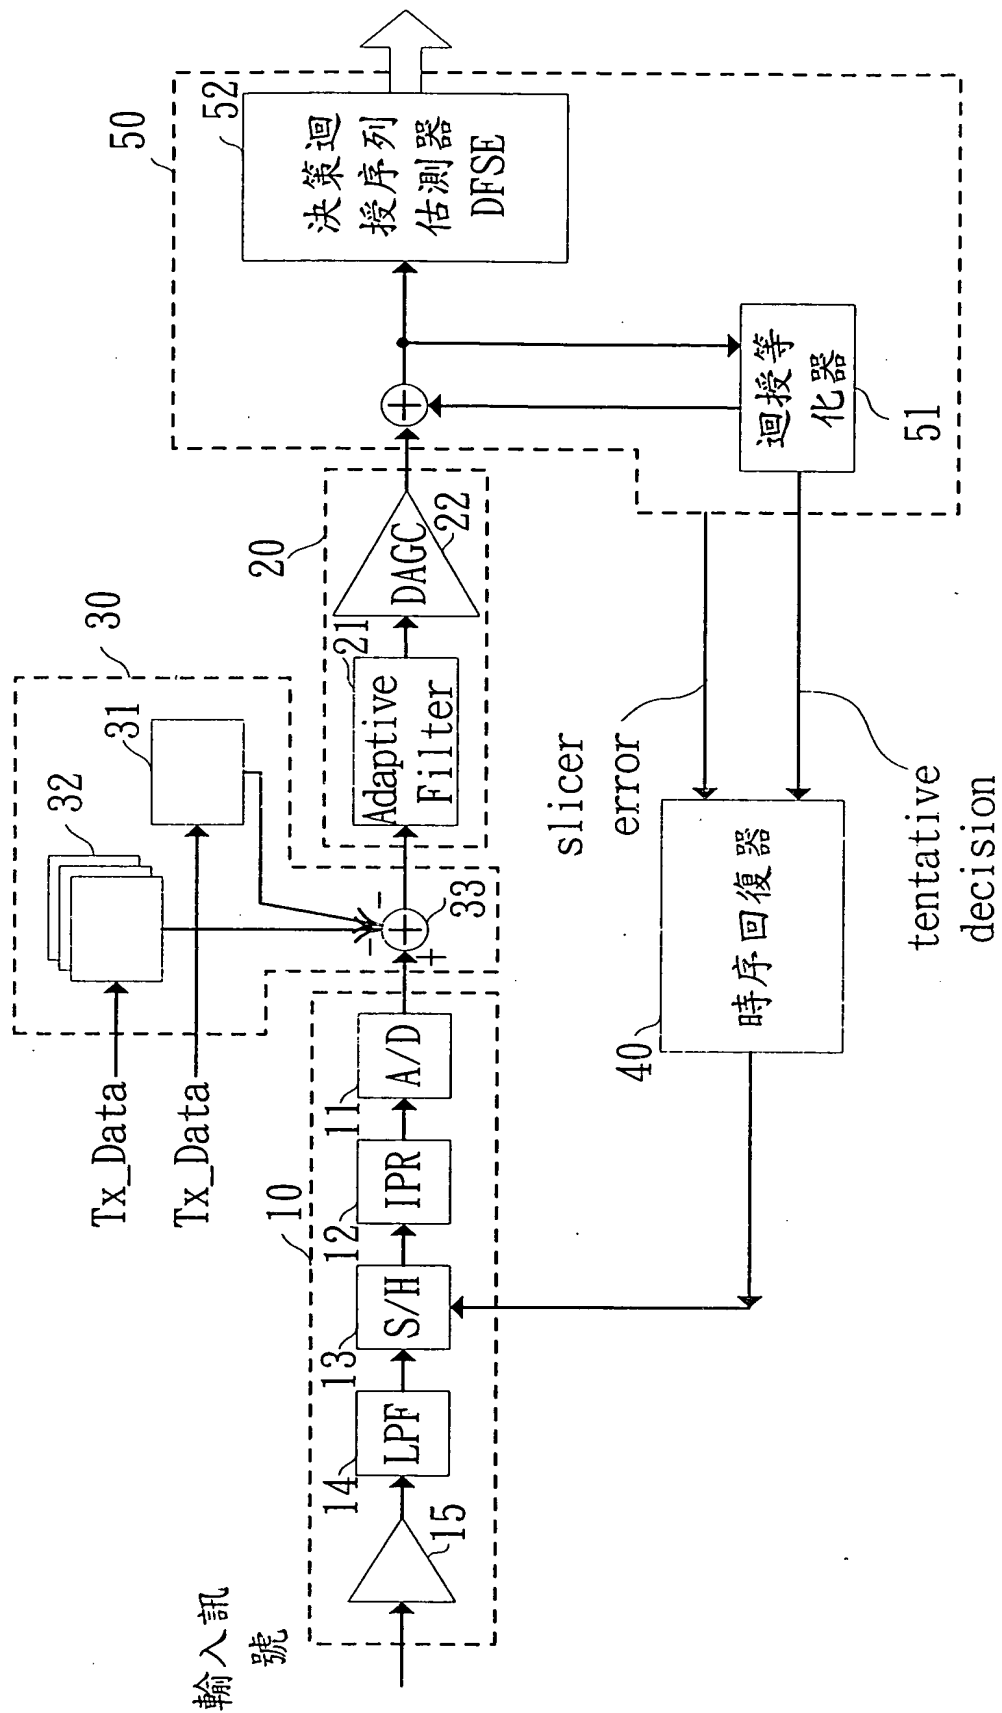 輸入訊
號
15
14
LPF
13
S/H
12
IPR
11
A/D
10
Tx_Data
Tx_Data
32
31
30
33
+
-
-
21
Adaptive
Filter
DAGC
22
20
50
52
決策迴
授序列
估測器
DFSE
迴授等
化器
51
slicer
error
tentative
decision
時序回復器
40